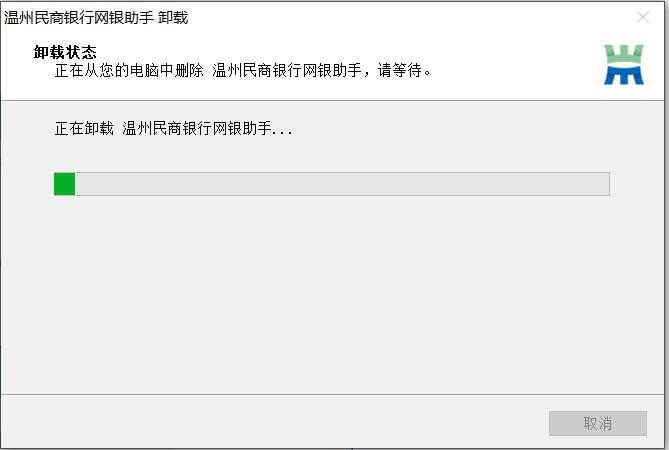 温州民商银行网银助手 卸载
卸载状态
正在从您的电脑中删除 温州民商银行网银助手，请等待。
正在卸载 温州民商银行网银助手...
取消